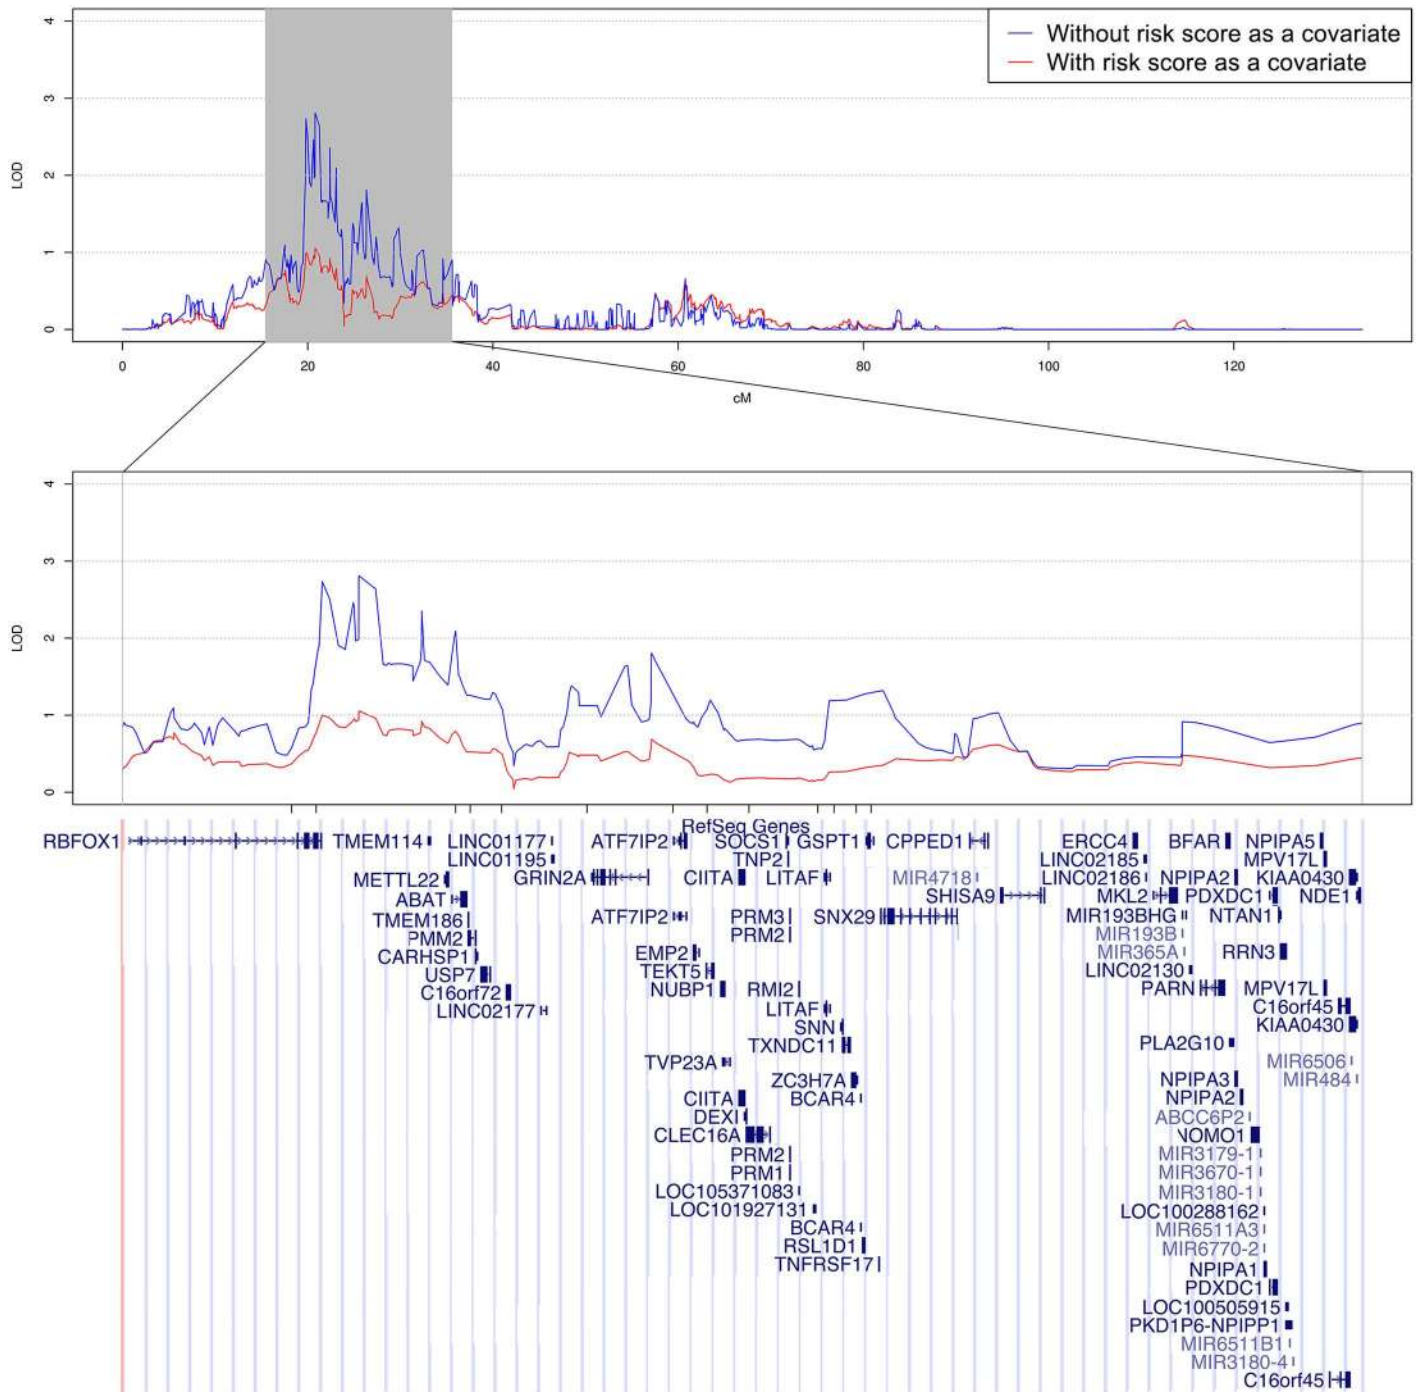 Without risk score as a covariate
With risk score as a covariate
4
3
2
1
0
LOD
0 20 40 60 80 100 120
cM
4
3
2
1
0
LOD
RefSeq Genes
RBFOX1 TMEM114 LINC01177 ATF7IP2 SOCS1 GSPT1 CPPED1 ERCC4 BFAR NPIPA5
LINC01195 TNP2 LINC02185 MPV17L
METTL22 GRIN2A CIITA LITAF MIR4718 LINC02186 NPIPA2 KIAA0430
ABAT SHISA9 MKL2 PDXDC1 NDE1
TMEM186 ATF7IP2 PRM3 SNX29 MIR193BHG NTAN1
PMM2 PRM2 MIR193B
CARHSP1 EMP2 MIR365A RRN3
USP7 TEKT5 LINC02130
C16orf72 NUBP1 RMI2 PARN MPV17L
LINC02177 LITAF C16orf45
SNN KIAA0430
TXNDC11 PLA2G10
TVP23A MIR6506
ZC3H7A NPIPA3 MIR484
CIITA BCAR4 NPIPA2
DEXI ABCC6P2
CLEC16A NOMO1
PRM2 MIR3179-1
PRM1 MIR3670-1
LOC105371083 MIR3180-1
LOC101927131 LOC100288162
BCAR4 MIR6511A3
RSL1D1 MIR6770-2
TNFRSF17 NPIPA1
PDXDC1
LOC100505915
PKD1P6-NPIPP1
MIR6511B1
MIR3180-4
C16orf45